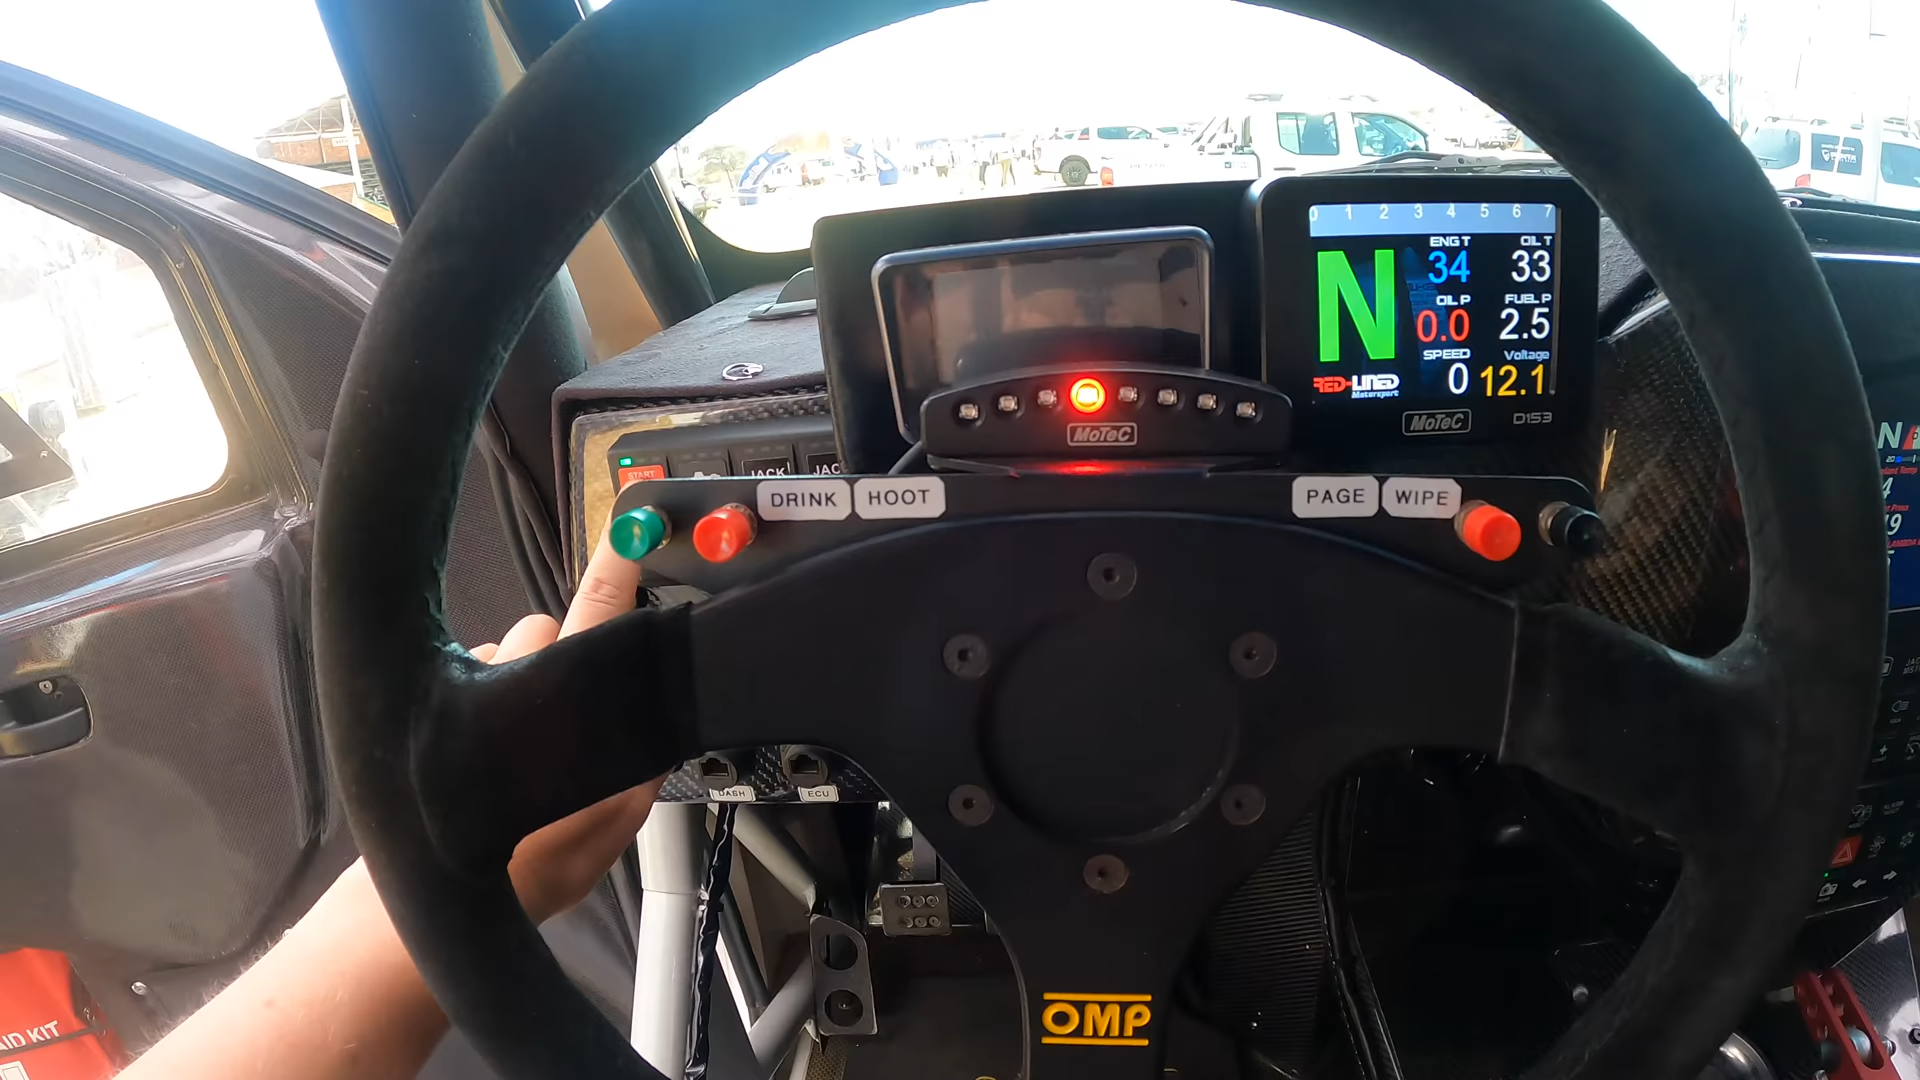 0 1 2 3 4 5 6 7
ENG T OIL T
34 33
N
OIL P FUEL P
0.0 2.5
SPEED Voltage
0 12.1
RED-LINED
Motorsport
MoTeC D153
MoTeC
START
JACK
DRINK HOOT PAGE WIPE
DASH ECU
OMP
AID KIT
N